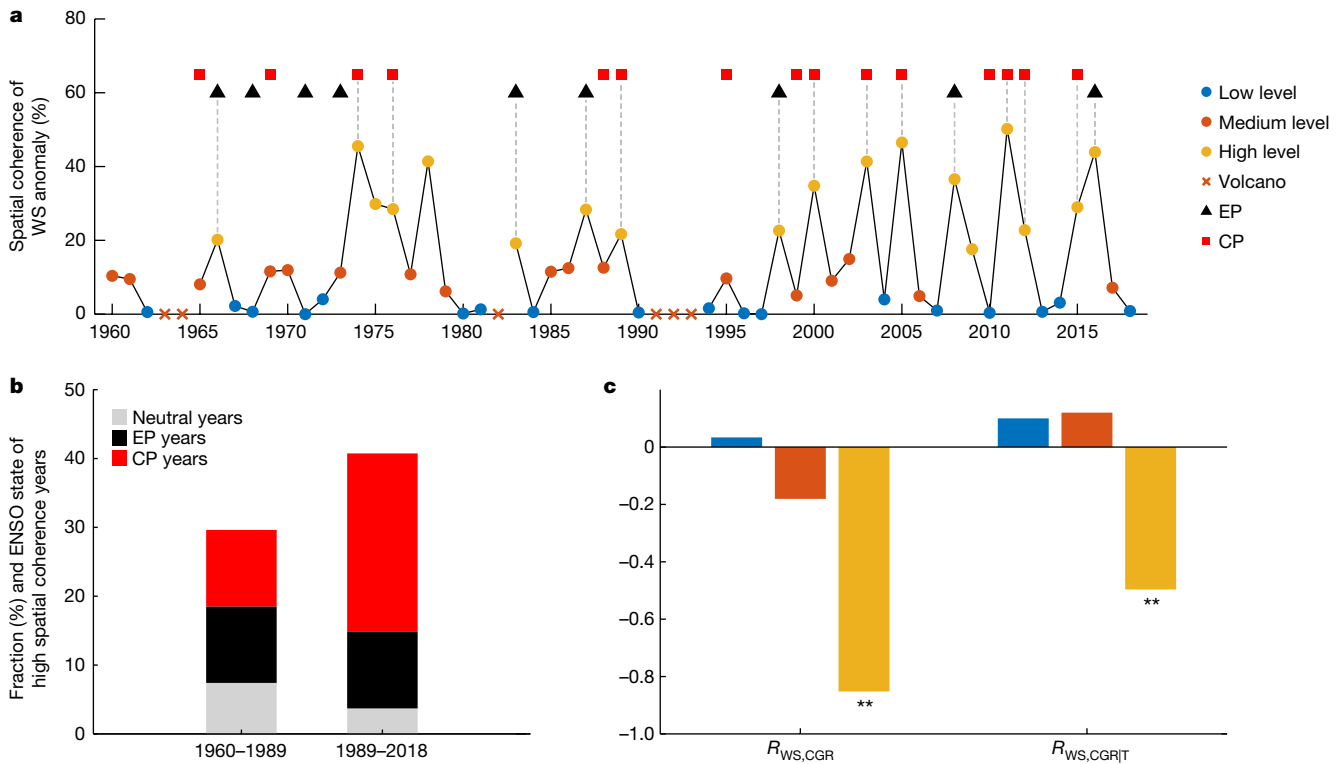 a
Spatial coherence of
WS anomaly (%)
80
60
40
20
0
1960 1965 1970 1975 1980 1985 1990 1995 2000 2005 2010 2015
Low level
Medium level
High level
Volcano
EP
CP
b
Fraction (%) and ENSO state of
high spatial coherence years
50
40
30
20
10
0
Neutral years
EP years
CP years
1960–1989 1989–2018
c
0
−0.2
−0.4
−0.6
−0.8
−1.0
**
**
RWS,CGR RWS,CGR|T